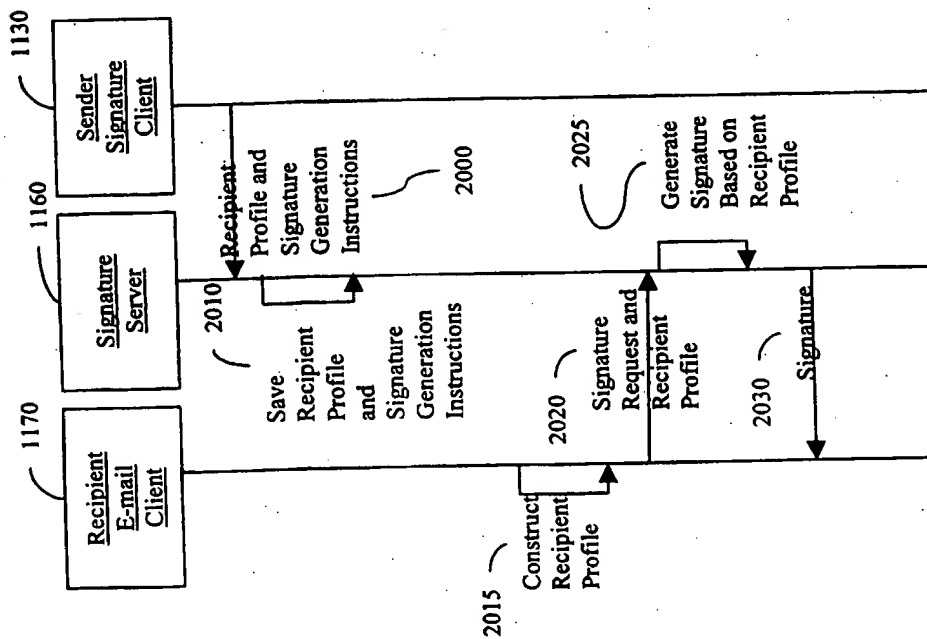 1170
Recipient
E-mail
Client
1160
Signature
Server
1130
Sender
Signature
Client
Recipient
Profile and
Signature
Generation
Instructions
2000
2010
Save
Recipient
Profile
and
Signature
Generation
Instructions
2015
Construct
Recipient
Profile
2020
Signature
Request and
Recipient
Profile
2025
Generate
Signature
Based on
Recipient
Profile
2030
Signature